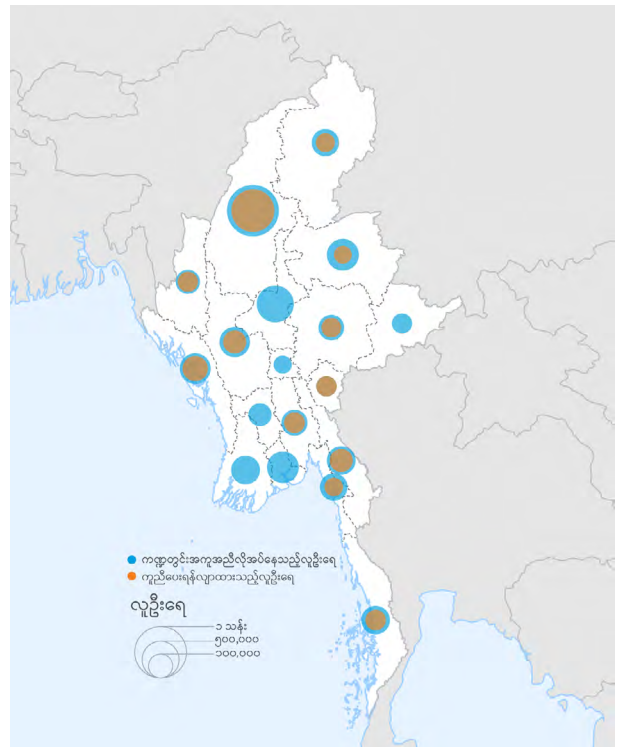 ကဏ္ဍတွင်းအကူအညီလိုအပ်နေသည့်လူဦးရေ
ကူညီပေးရန်လျာထားသည့်လူဦးရေ
လူဦးရေ
၁ သန်း
၅၀၀,၀၀၀
၁၀၀,၀၀၀